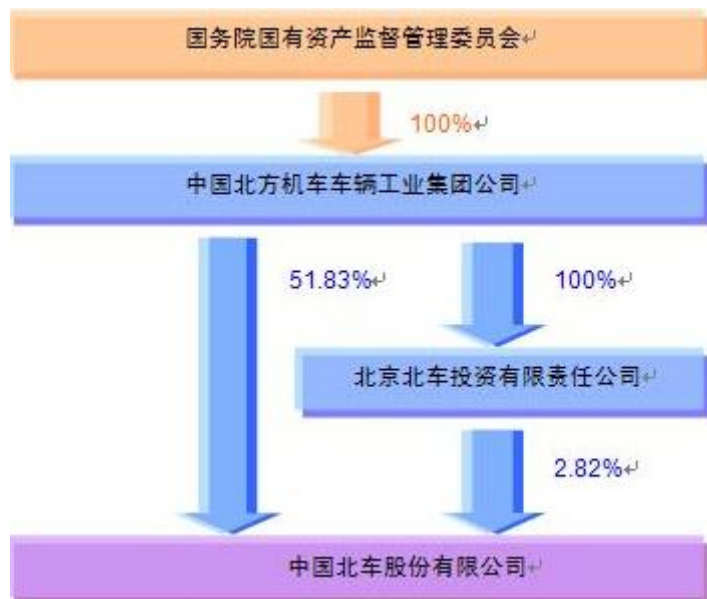 国务院国有资产监督管理委员会
100%
中国北方机车车辆工业集团公司
51.83%
100%
北京北车投资有限责任公司
2.82%
中国北车股份有限公司